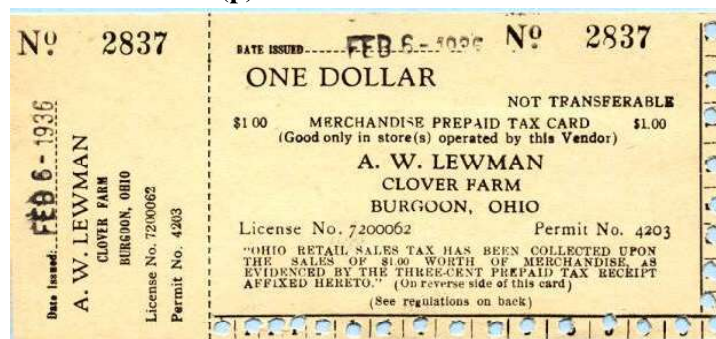 (p)
Nº 2837
Date Issued: FEB 6 - 1936
A. W. LEWMAN
CLOVER FARM
BURGOON, OHIO
License No. 7200062
Permit No. 4203
DATE ISSUED FEB 6 - 1936 Nº 2837
ONE DOLLAR
NOT TRANSFERABLE
$1 00 MERCHANDISE PREPAID TAX CARD $1.00
(Good only in store(s) operated by this Vendor)
A. W. LEWMAN
CLOVER FARM
BURGOON, OHIO
License No. 7200062 Permit No. 4203
"OHIO RETAIL SALES TAX HAS BEEN COLLECTED UPON
THE SALES OF $1.00 WORTH OF MERCHANDISE, AS
EVIDENCED BY THE THREE-CENT PREPAID TAX RECEIPT
AFFIXED HERETO." (On reverse side of this card)
(See regulations on back)